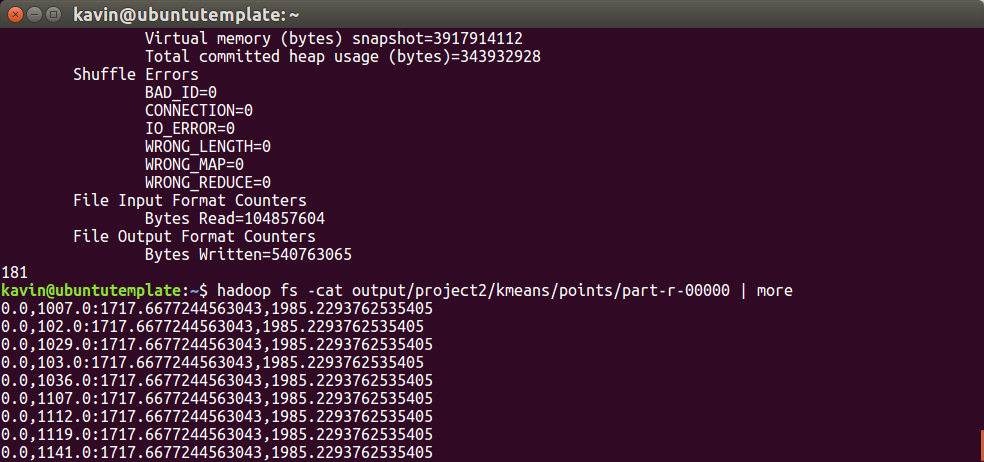 kavin@ubuntutemplate: ~
Virtual memory (bytes) snapshot=3917914112
Total committed heap usage (bytes)=343932928
Shuffle Errors
BAD_ID=0
CONNECTION=0
IO_ERROR=0
WRONG_LENGTH=0
WRONG_MAP=0
WRONG_REDUCE=0
File Input Format Counters
Bytes Read=104857604
File Output Format Counters
Bytes Written=540763065
181
kavin@ubuntutemplate:~$ hadoop fs -cat output/project2/kmeans/points/part-r-00000 | more
0.0,1007.0:1717.6677244563043,1985.2293762535405
0.0,102.0:1717.6677244563043,1985.2293762535405
0.0,1029.0:1717.6677244563043,1985.2293762535405
0.0,103.0:1717.6677244563043,1985.2293762535405
0.0,1036.0:1717.6677244563043,1985.2293762535405
0.0,1107.0:1717.6677244563043,1985.2293762535405
0.0,1112.0:1717.6677244563043,1985.2293762535405
0.0,1119.0:1717.6677244563043,1985.2293762535405
0.0,1141.0:1717.6677244563043,1985.2293762535405